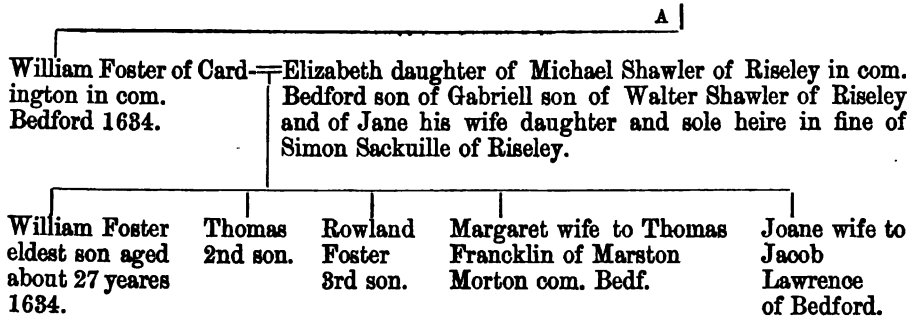 A
William Foster of Card-
ington in com.
Bedford 1634.
Elizabeth daughter of Michael Shawler of Riseley in com.
Bedford son of Gabriell son of Walter Shawler of Riseley
and of Jane his wife daughter and sole heire in fine of
Simon Sackuille of Riseley.
William Foster
eldest son aged
about 27 yeares
1634.
Thomas
2nd son.
Rowland
Foster
3rd son.
Margaret wife to Thomas
Francklin of Marston
Morton com. Bedf.
Joane wife to
Jacob
Lawrence
of Bedford.